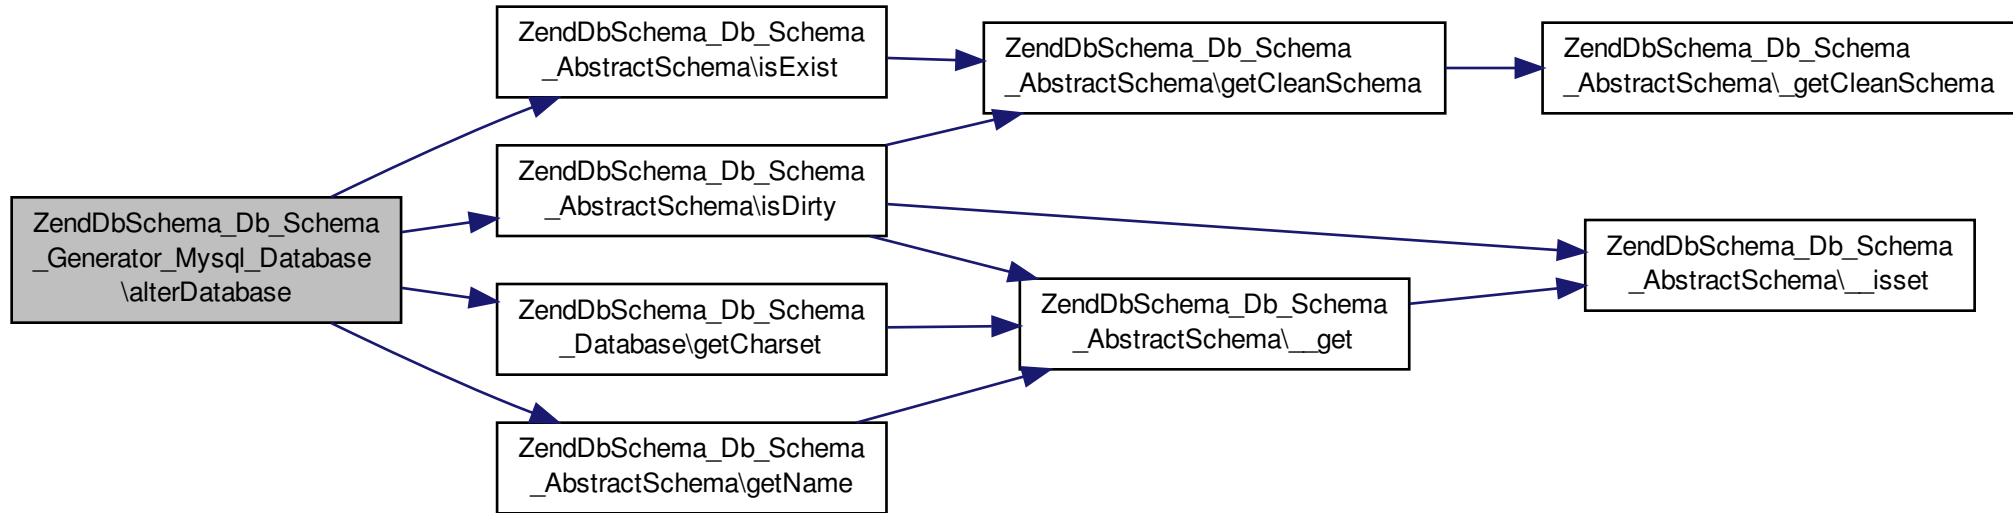 ZendDbSchema_Db_Schema
_Generator_Mysql_Database
\alterDatabase
ZendDbSchema_Db_Schema
_AbstractSchema\isExist
ZendDbSchema_Db_Schema
_AbstractSchema\isDirty
ZendDbSchema_Db_Schema
_Database\getCharset
ZendDbSchema_Db_Schema
_AbstractSchema\getName
ZendDbSchema_Db_Schema
_AbstractSchema\getCleanSchema
ZendDbSchema_Db_Schema
_AbstractSchema\__get
ZendDbSchema_Db_Schema
_AbstractSchema\_getCleanSchema
ZendDbSchema_Db_Schema
_AbstractSchema\__isset